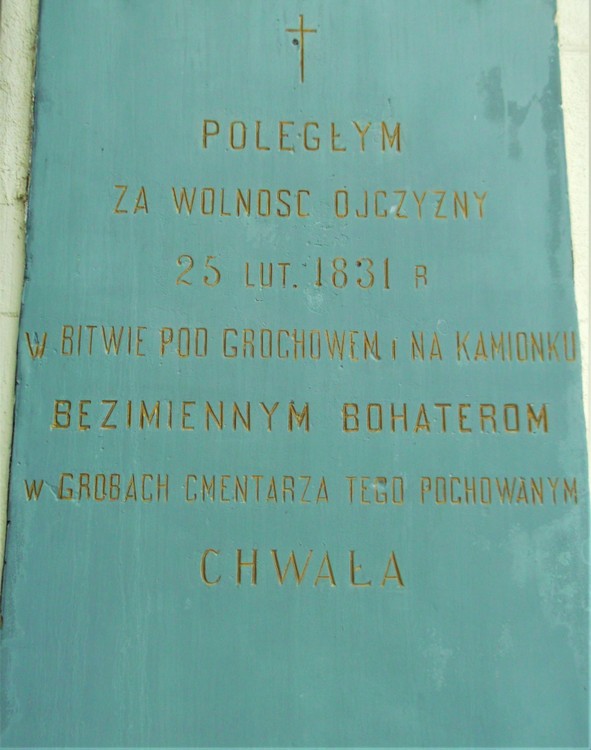 POLEGŁYM
ZA WOLNOSC OJCZYZNY
25 LUT. 1831 R
W BITWIE POD GROCHOWEM i NA KAMIONKU
BEZIMIENNYM BOHATEROM
W GROBACH CMENTARZA TEGO POCHOWANYM
CHWAŁA